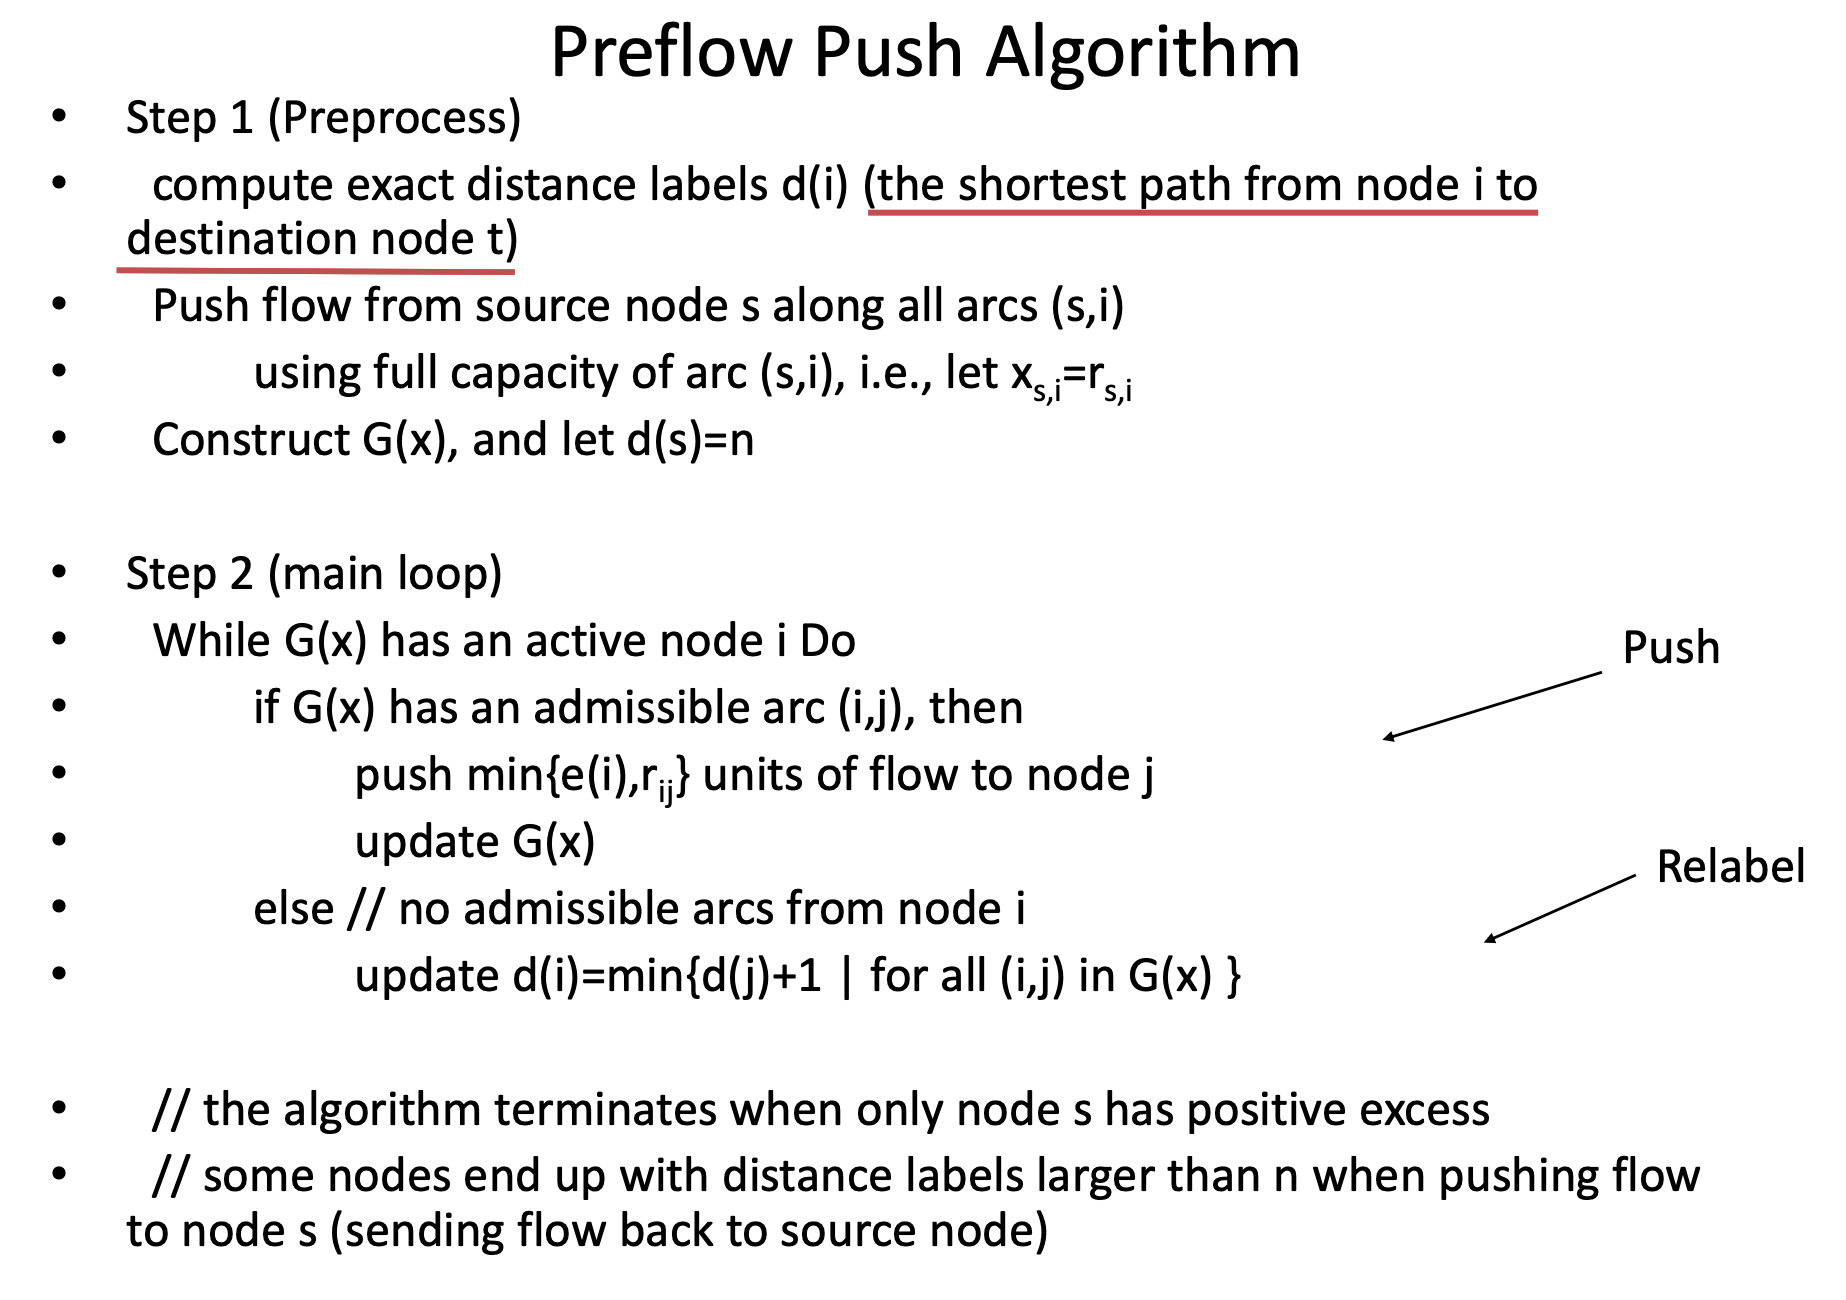 Preflow Push Algorithm
• Step 1 (Preprocess)
• compute exact distance labels d(i) (the shortest path from node i to
destination node t)
• Push flow from source node s along all arcs (s,i)
• using full capacity of arc (s,i), i.e., let x_{s,i}=r_{s,i}
• Construct G(x), and let d(s)=n
• Step 2 (main loop)
• While G(x) has an active node i Do
Push
• if G(x) has an admissible arc (i,j), then
• push min{e(i),r_{ij}} units of flow to node j
• update G(x)
Relabel
• else // no admissible arcs from node i
• update d(i)=min{d(j)+1 | for all (i,j) in G(x) }
• // the algorithm terminates when only node s has positive excess
• // some nodes end up with distance labels larger than n when pushing flow
to node s (sending flow back to source node)